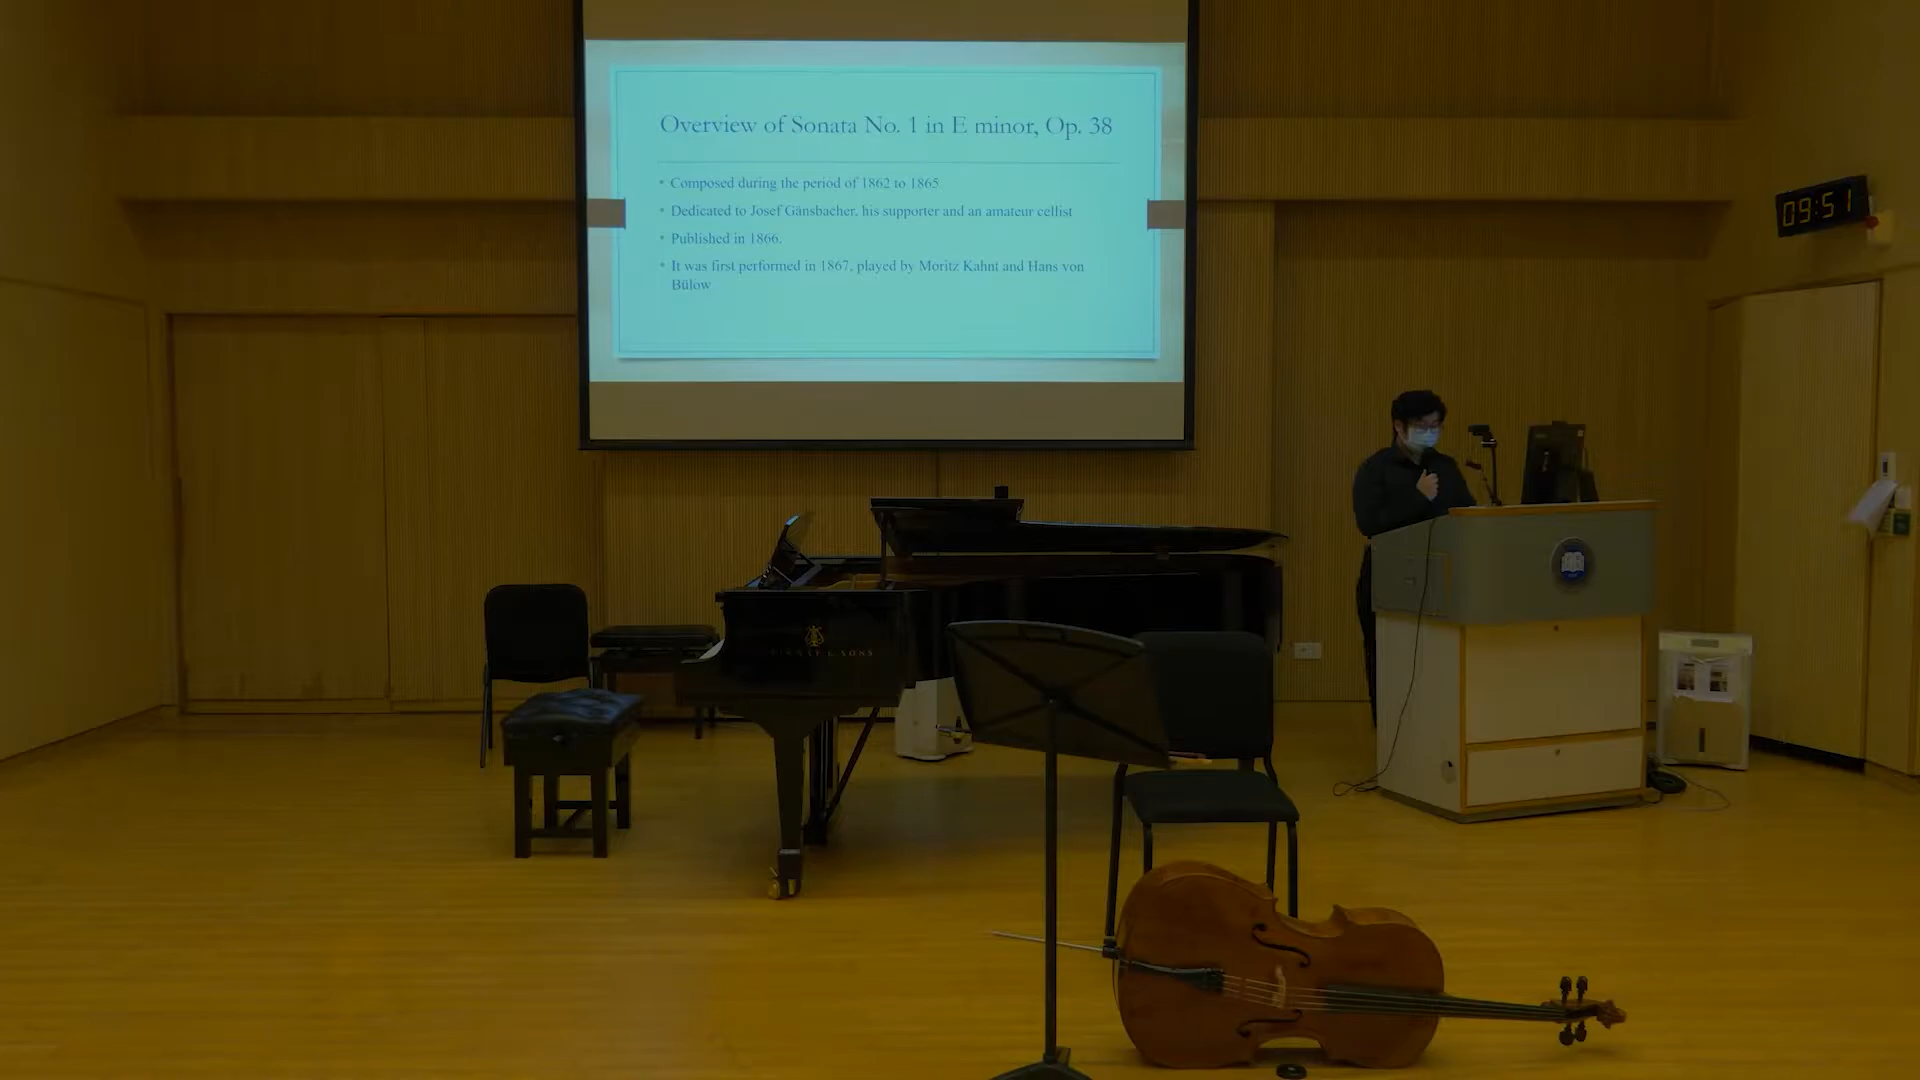 Overview of Sonata No. 1 in E minor, Op. 38
• Composed during the period of 1862 to 1865
• Dedicated to Josef Gänsbacher, his supporter and an amateur cellist
• Published in 1866.
• It was first performed in 1867, played by Moritz Kahnt and Hans von
Bülow
09:51
& SONS